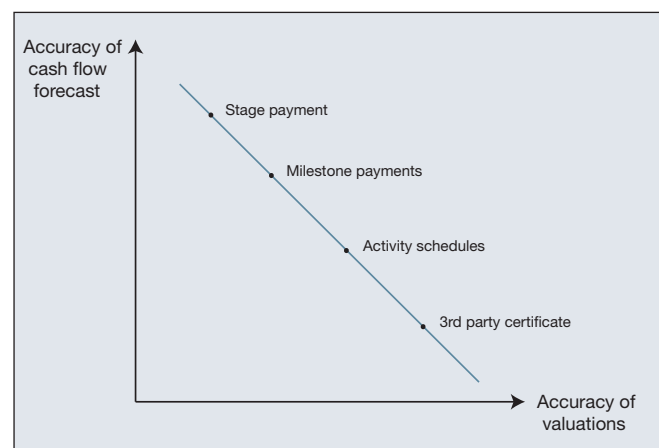 Accuracy of
cash flow
forecast
Stage payment
Milestone payments
Activity schedules
3rd party certificate
Accuracy of
valuations